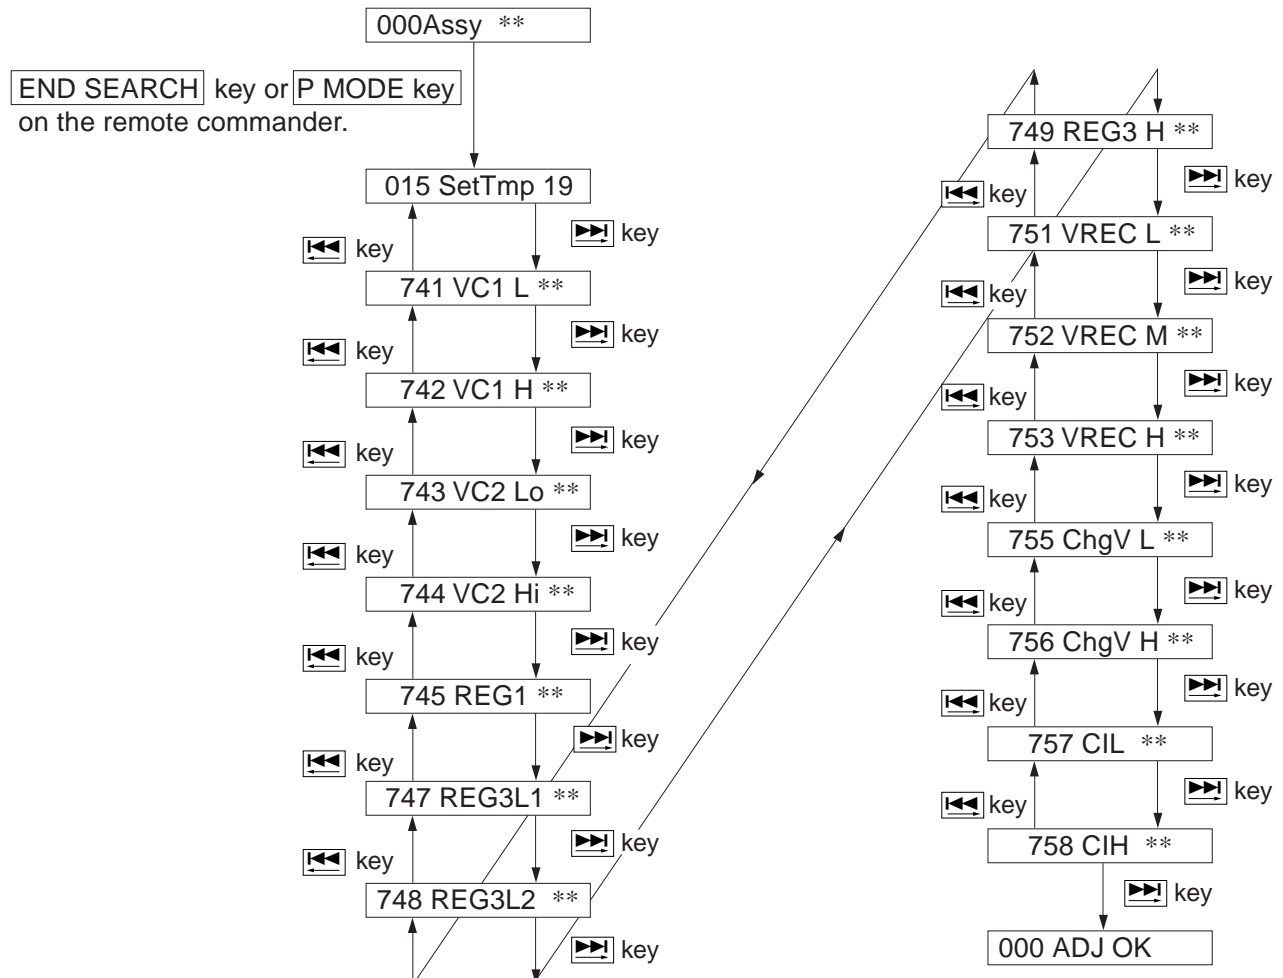 000Assy **
END SEARCH key or P MODE key
on the remote commander.
015 SetTmp 19
key
key
741 VC1 L **
key
key
742 VC1 H **
key
key
743 VC2 Lo **
key
key
744 VC2 Hi **
key
key
745 REG1 **
key
key
747 REG3L1 **
key
key
748 REG3L2 **
key
749 REG3 H **
key
key
751 VREC L **
key
key
752 VREC M **
key
key
753 VREC H **
key
key
755 ChgV L **
key
key
756 ChgV H **
key
key
757 CIL **
key
key
758 CIH **
key
000 ADJ OK